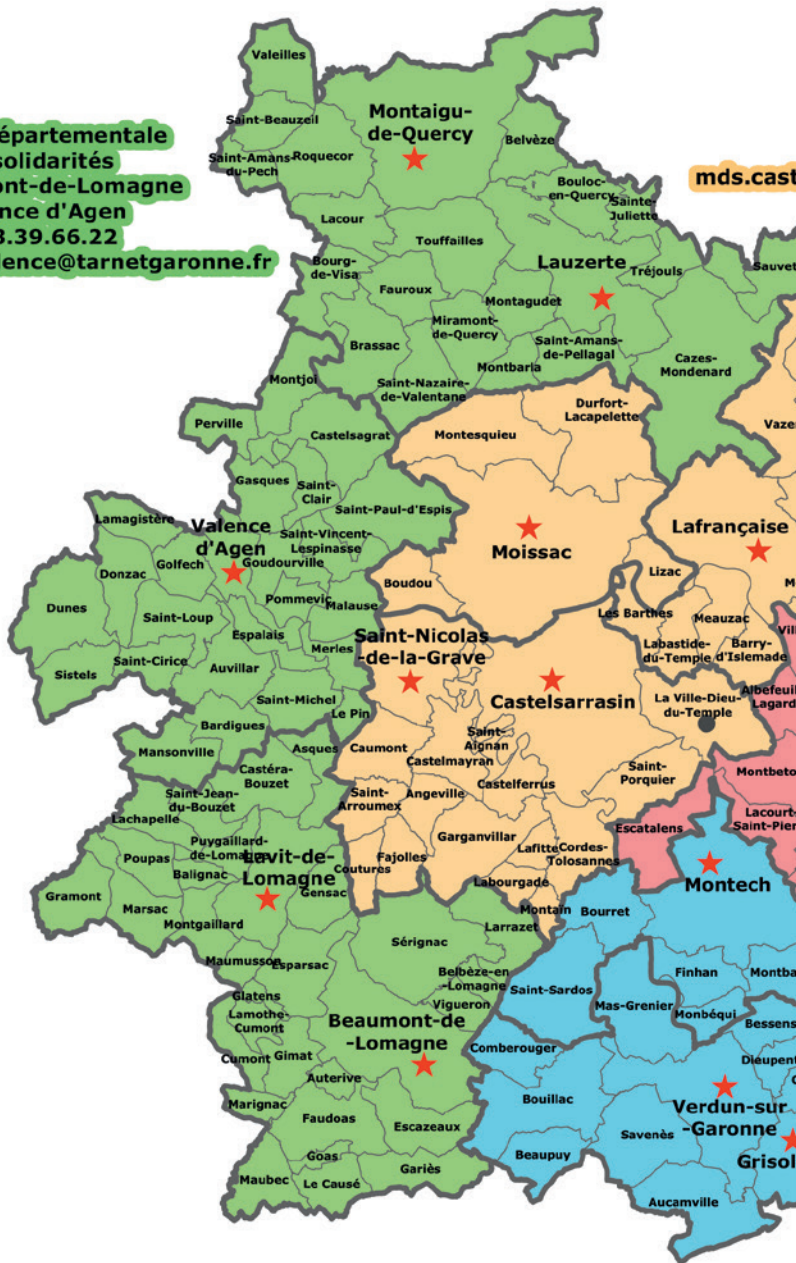 Valeilles
Saint-Beauzeil
Saint-Amans-
du-Pech
Roquecor
Montaigu-
de-Quercy
Belvèze
épartementale
solidarités
ont-de-Lomagne
nce d'Agen
3.39.66.22
lence@tarnetgaronne.fr
mds.cast
Bouloc-
en-Quercy
Sainte-
Juliette
Lacour
Touffailles
Bourg-
de-Visa
Lauzerte
Tréjouls
Sauvet
Fauroux
Montagudet
Miramont-
de-Quercy
Brassac
Saint-Amans-
de-Pellagal
Cazes-
Mondenard
Montbarla
Montjoi
Saint-Nazaire-
de-Valentane
Durfort-
Lacapelette
Perville
Castelsagrat
Montesquieu
Vazer
Gasques
Saint-
Clair
Saint-Paul-d'Espis
Lamagistère
Valence
d'Agen
Saint-Vincent-
Lespinasse
Moissac
Lafrançaise
Donzac
Golfech
Goudourville
Boudou
Lizac
M
Dunes
Pommevic
Malause
Saint-Loup
Les Barthes
Meauzac
Vill
Espalais
Merles
Saint-Nicolas
-de-la-Grave
Labastide-
du-Temple
Barry-
d'Islemade
Sistels
Saint-Cirice
Auvillar
Castelsarrasin
La Ville-Dieu-
du-Temple
Albefeuil
Lagard
Saint-Michel
Le Pin
Bardigues
Saint-
Aignan
Mansonville
Asques
Caumont
Castelmayran
Saint-
Porquier
Montbeto
Castéra-
Bouzet
Saint-Jean-
du-Bouzet
Saint-
Arroumex
Angeville
Castelferrus
Lachapelle
Lacourt-
Saint-Pier
Escatalens
Puygaillard-
de-Lomagne
Garganvillar
Poupas
Lavit-de-
Lomagne
Fajolles
Lafitte
Cordes-
Tolosannes
Balignac
Coutures
Montech
Gramont
Marsac
Gensac
Labourgade
Montgaillard
Montaïn
Bourret
Larrazet
Sérignac
Maumusson
Esparsac
Belbèze-en
-Lomagne
Finhan
Montba
Glatens
Saint-Sardos
Vigueron
Mas-Grenier
Monbéqui
Lamothe-
Cumont
Beaumont-de
-Lomagne
Bessens
Comberouger
Cumont
Gimat
Dieupent
Auterive
Bouillac
Verdun-sur
-Garonne
Marignac
Faudoas
Escazeaux
Savenès
Goas
Beaupuy
Grisol
Gariès
Maubec
Le Causé
Aucamville